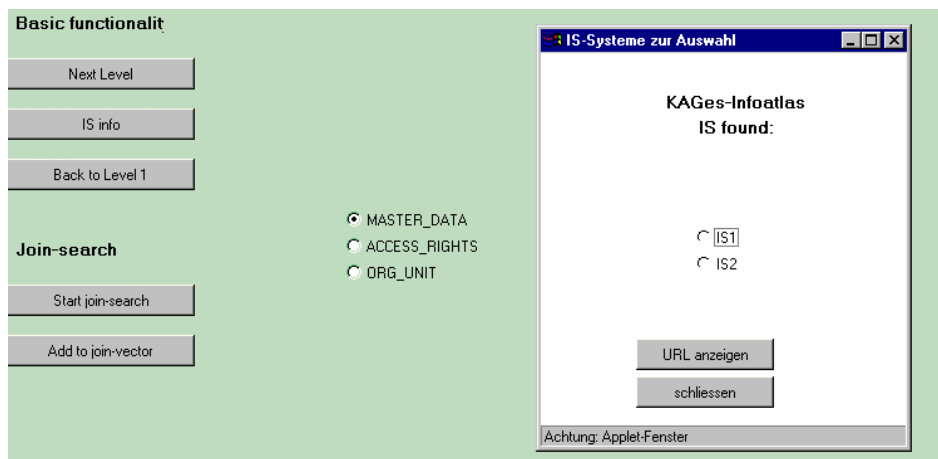 Basic functionalit
Next Level
IS info
Back to Level 1
Join-search
Start join-search
Add to join-vector
MASTER_DATA
ACCESS_RIGHTS
ORG_UNIT
IS-Systeme zur Auswahl
KAGes-Infoatlas
IS found:
IS1
IS2
URL anzeigen
schliessen
Achtung: Applet-Fenster